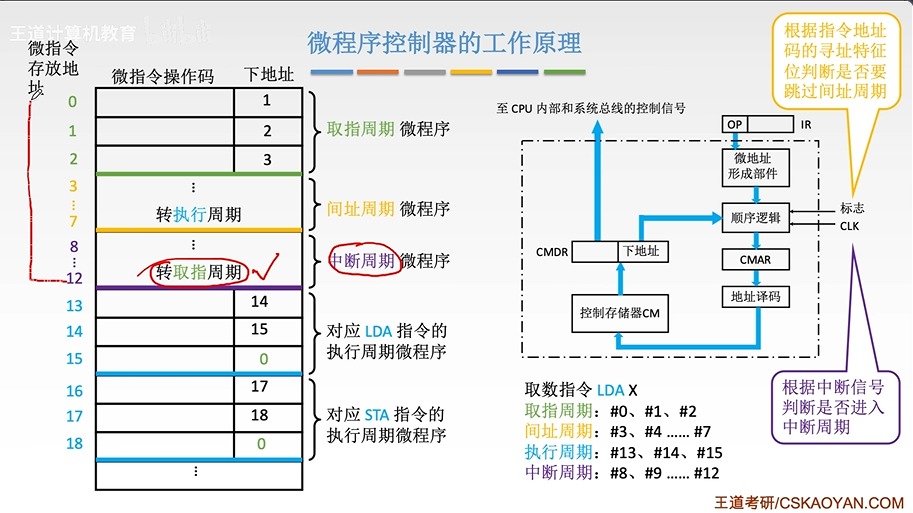 王道计算机教育
微程序控制器的工作原理
微指令
存放地
址
微指令操作码
下地址
0
1
1
2
2
3
3
⋮
7
⋮
转执行周期
8
⋮
12
⋮
转取指周期
13
14
14
15
15
0
16
17
17
18
18
0
⋮
取指周期 微程序
间址周期 微程序
中断周期 微程序
对应 LDA 指令的
执行周期微程序
对应 STA 指令的
执行周期微程序
根据指令地址
码的寻址特征
位判断是否要
跳过间址周期
至 CPU 内部和系统总线的控制信号
OP
IR
微地址
形成部件
顺序逻辑
标志
CLK
CMDR
下地址
CMAR
地址译码
控制存储器CM
根据中断信号
判断是否进入
中断周期
取数指令 LDA X
取指周期：#0、#1、#2
间址周期：#3、#4 …… #7
执行周期：#13、#14、#15
中断周期：#8、#9 …… #12
王道考研/CSKAOYAN.COM